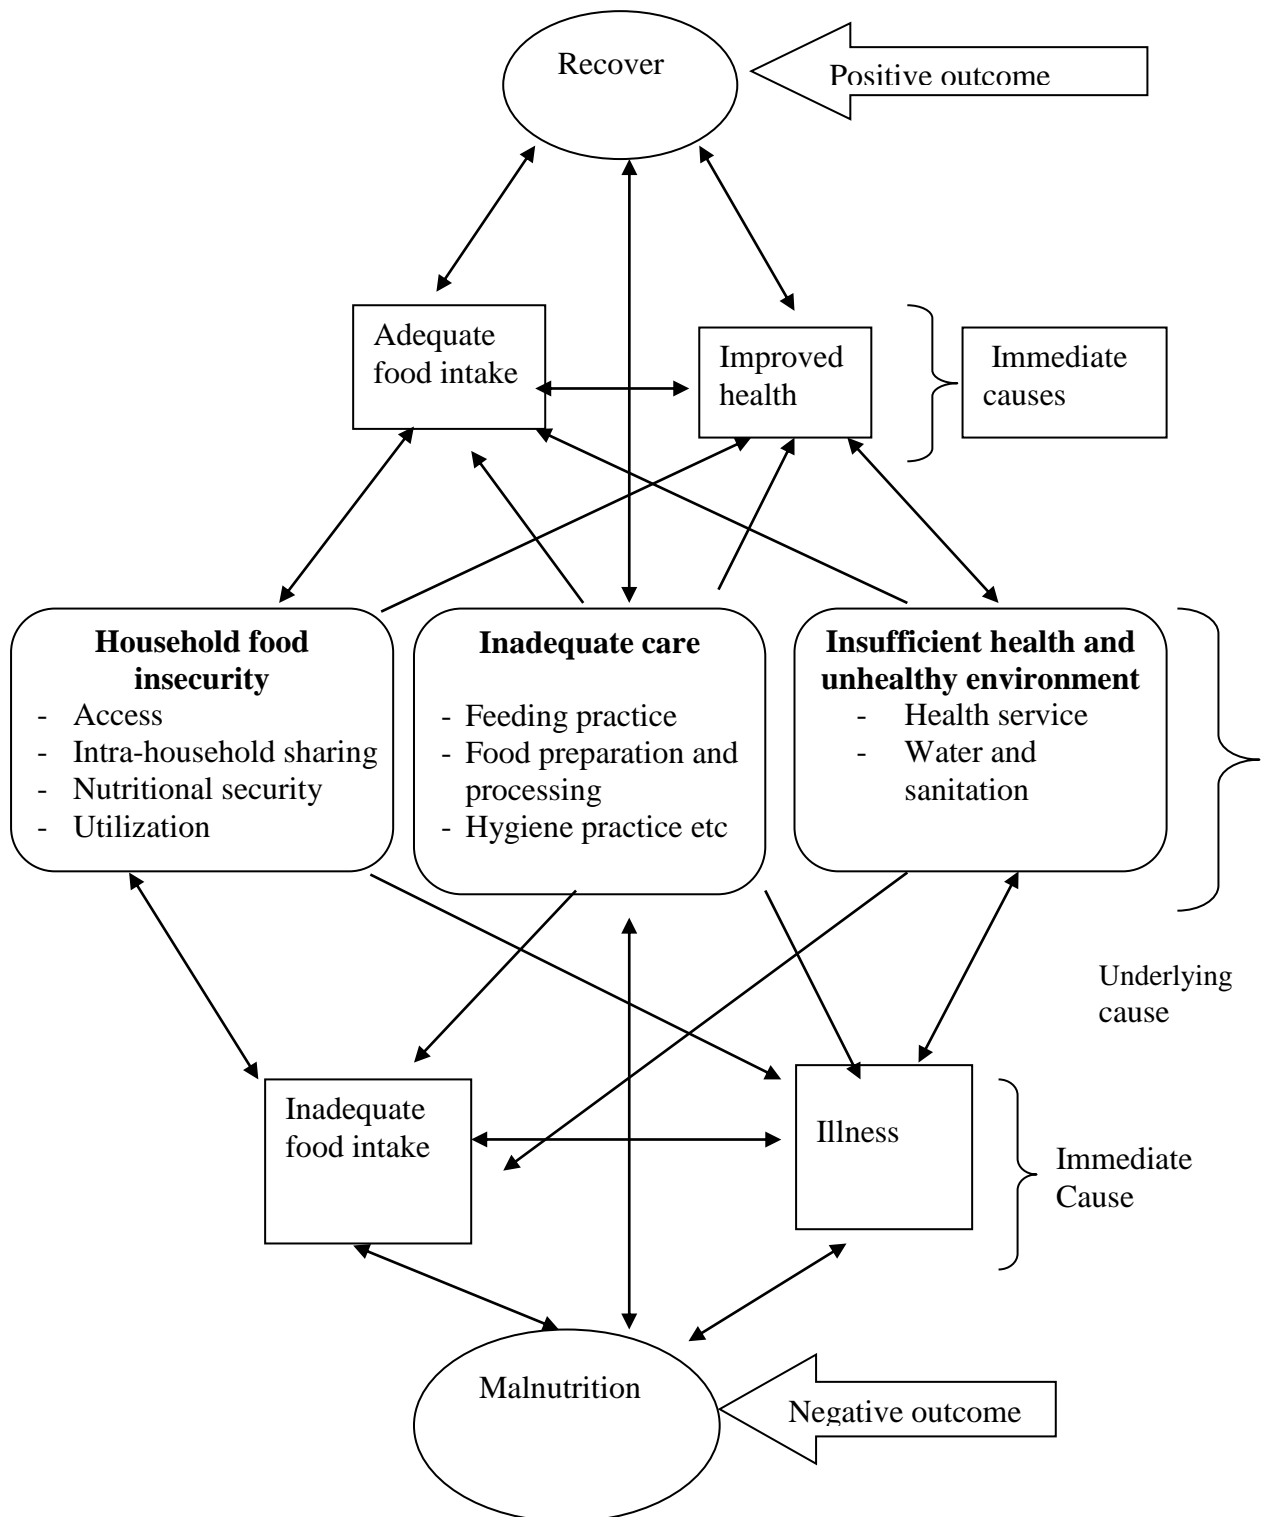 Recover
Positive outcome
Adequate
food intake
Improved
health
Immediate
causes
Household food
insecurity
- Access
- Intra-household sharing
- Nutritional security
- Utilization
Inadequate care
- Feeding practice
- Food preparation and
processing
- Hygiene practice etc
Insufficient health and
unhealthy environment
- Health service
- Water and
sanitation
Underlying
cause
Inadequate
food intake
Illness
Immediate
Cause
Malnutrition
Negative outcome